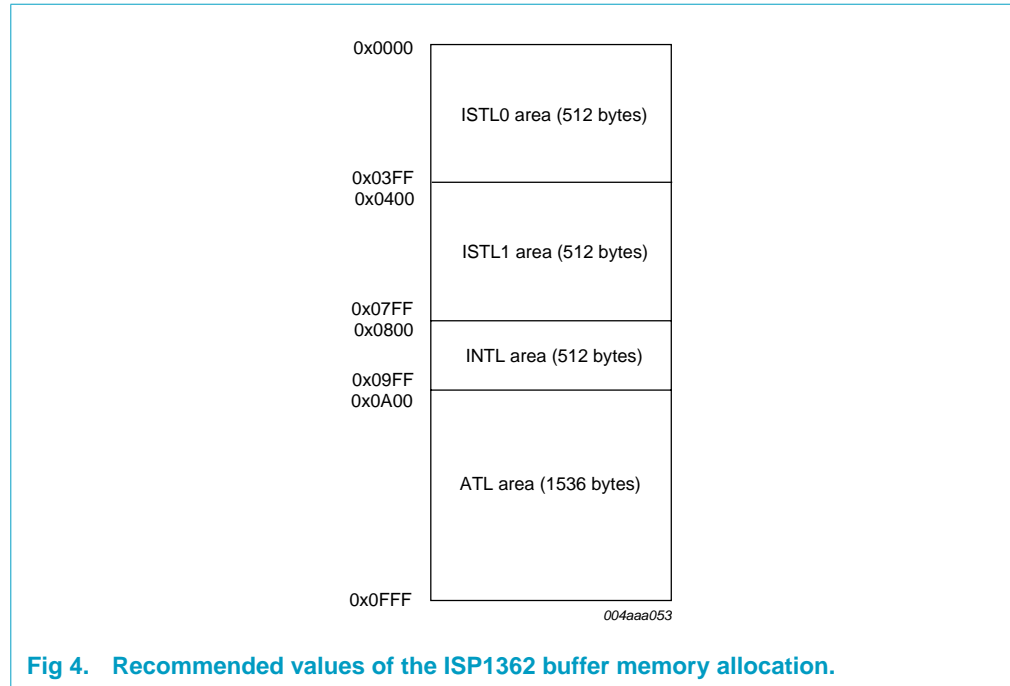 0x0000
ISTL0 area (512 bytes)
0x03FF
0x0400
ISTL1 area (512 bytes)
0x07FF
0x0800
INTL area (512 bytes)
0x09FF
0x0A00
ATL area (1536 bytes)
0x0FFF
004aaa053
Fig 4. Recommended values of the ISP1362 buffer memory allocation.